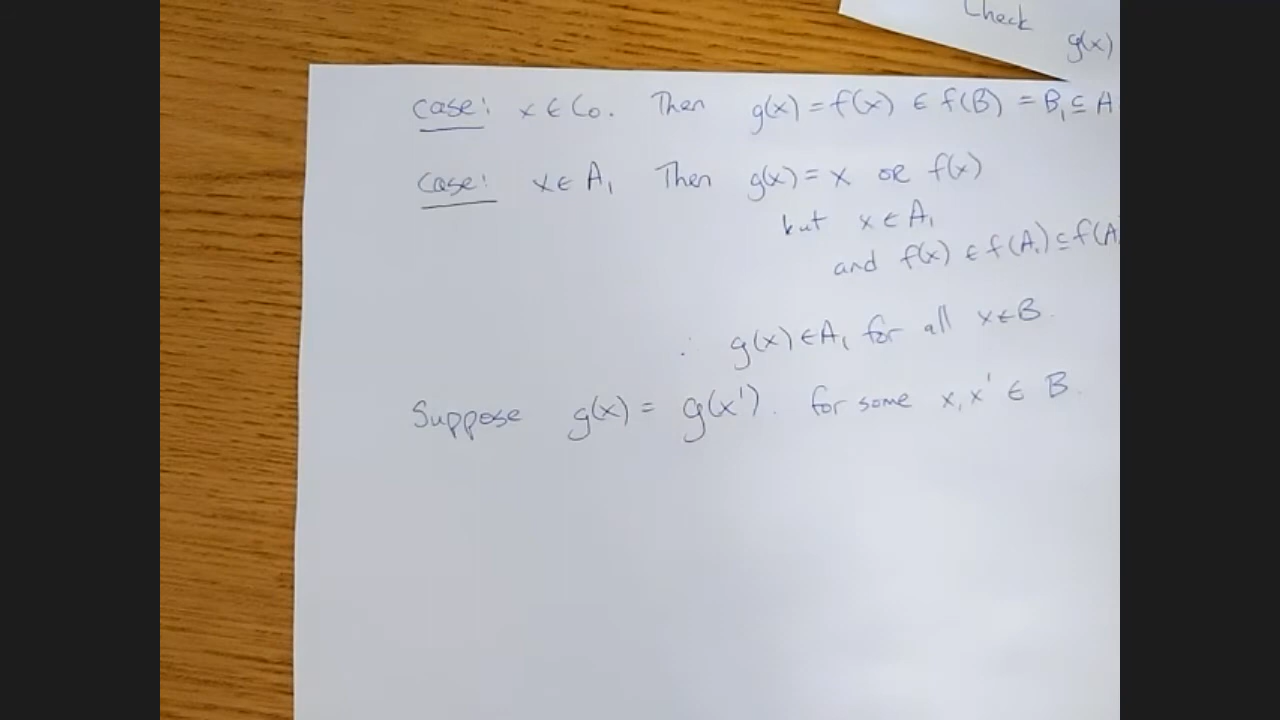 Check
g(x)
case: x ∈ C₀. Then g(x) = f(x) ∈ f(B) = B₁ ⊆ A
case: x ∈ A₁ Then g(x) = x OR f(x)
but x ∈ A₁
and f(x) ∈ f(A₁) ⊆ f(A
∴ g(x) ∈ A₁ for all x ∈ B.
Suppose g(x) = g(x'). for some x, x' ∈ B.